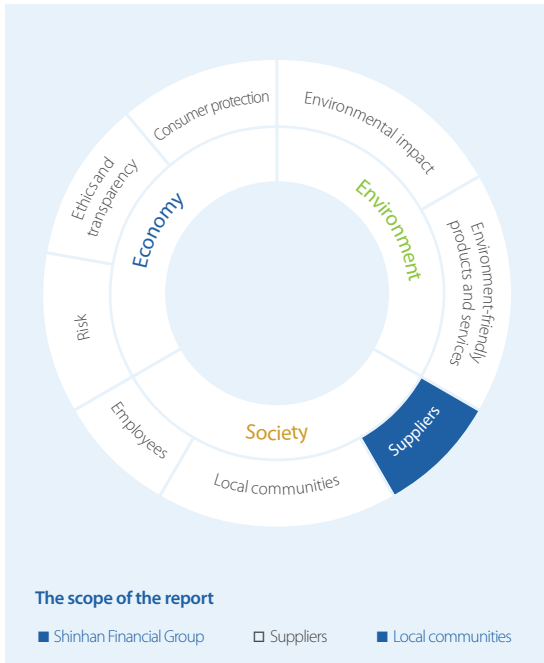 Consumer protection
Environmental impact
Ethics and
transparency
Economy
Environment
Environment-friendly
products and services
Risk
Society
Suppliers
Employees
Local communities
The scope of the report
Shinhan Financial Group
Suppliers
Local communities